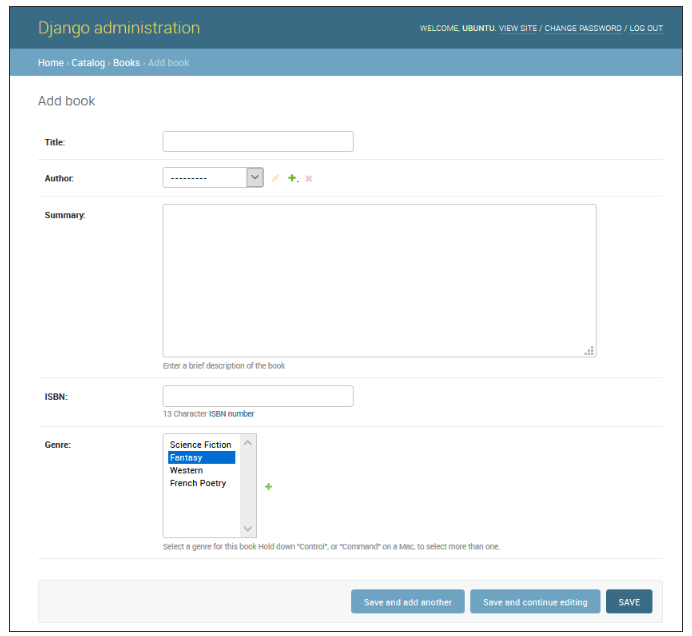 Django administration
WELCOME, UBUNTU. VIEW SITE / CHANGE PASSWORD / LOG OUT
Home › Catalog › Books › Add book
Add book
Title:
Author:
---------
Summary:
Enter a brief description of the book
ISBN:
13 Character ISBN number
Genre:
Science Fiction
Fantasy
Western
French Poetry
Select a genre for this book Hold down "Control", or "Command" on a Mac, to select more than one.
Save and add another
Save and continue editing
SAVE